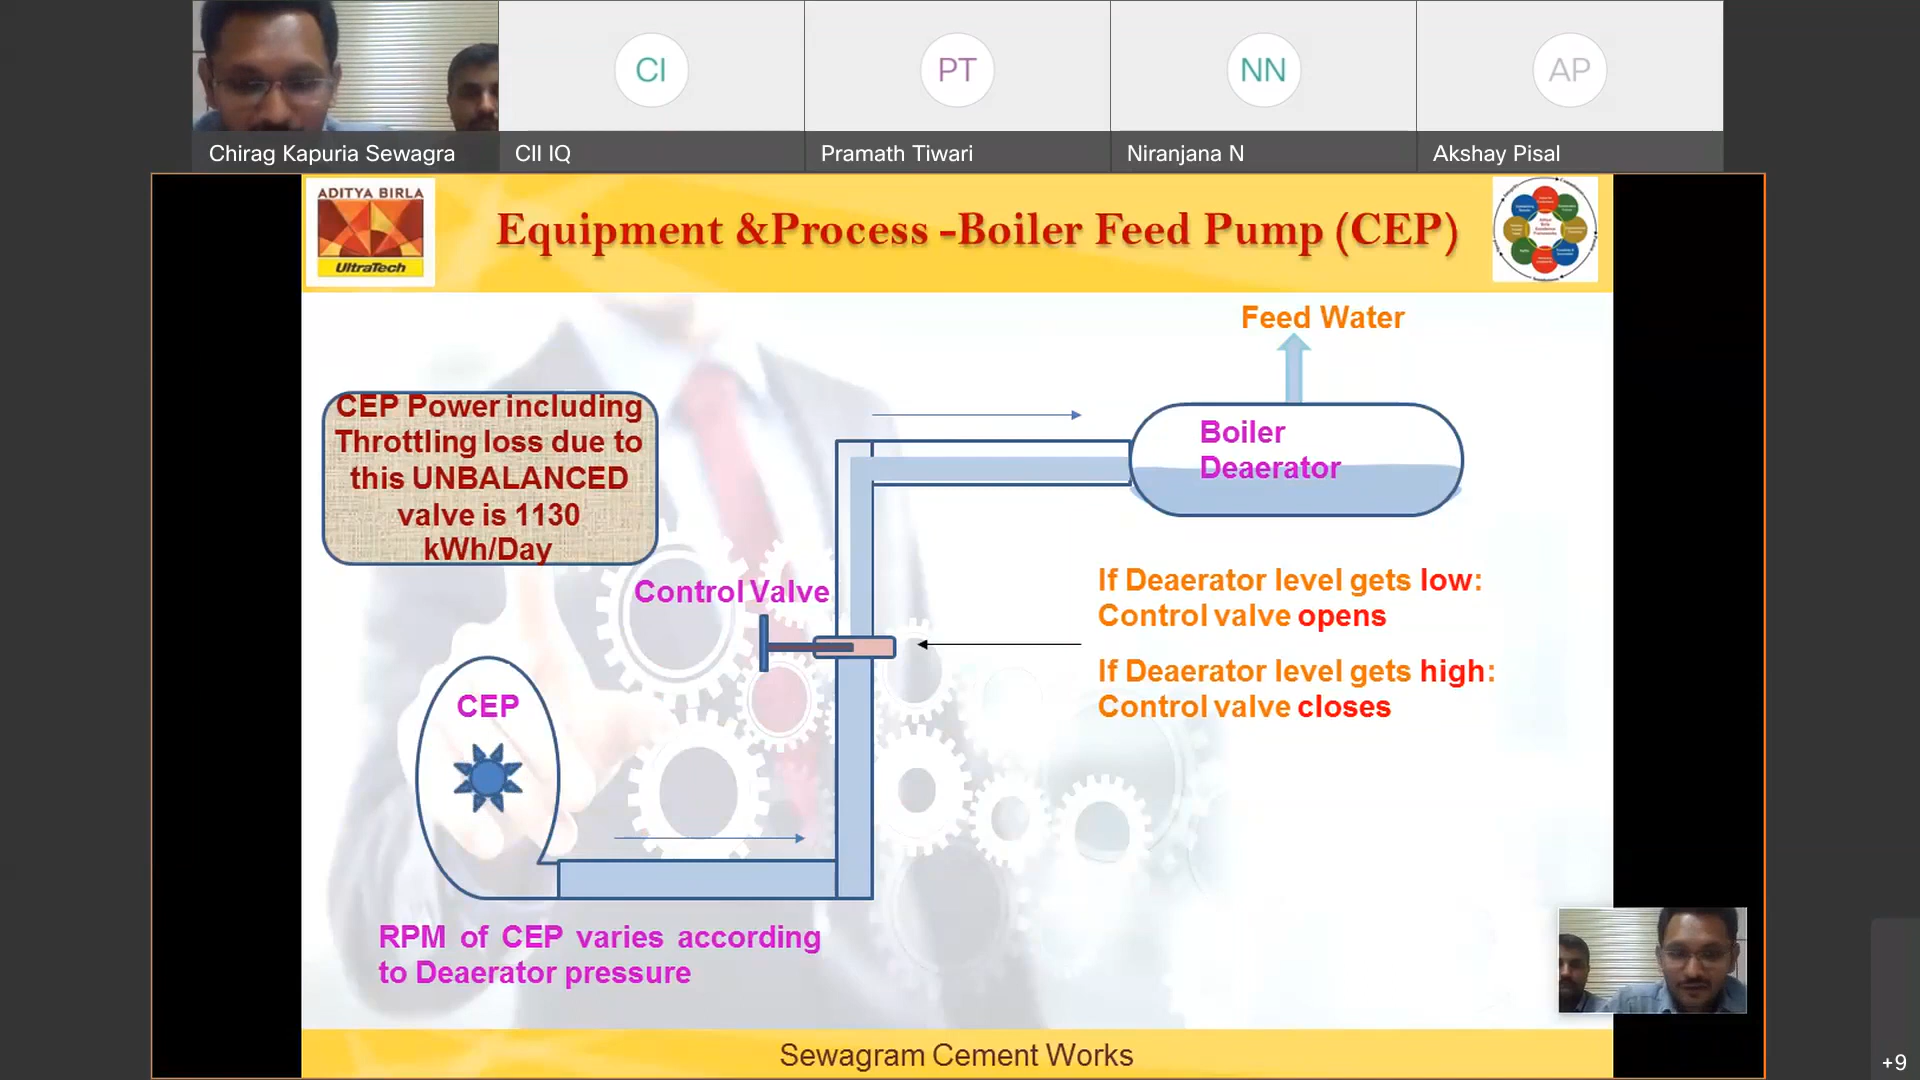 CI
PT
NN
AP
Chirag Kapuria Sewagra
CII IQ
Pramath Tiwari
Niranjana N
Akshay Pisal
ADITYA BIRLA
UltraTech
Equipment &Process -Boiler Feed Pump (CEP)
Feed Water
CEP Power including
Throttling loss due to
this UNBALANCED
valve is 1130
kWh/Day
Boiler
Deaerator
Control Valve
If Deaerator level gets low:
Control valve opens
If Deaerator level gets high:
Control valve closes
CEP
RPM of CEP varies according
to Deaerator pressure
Sewagram Cement Works
+9